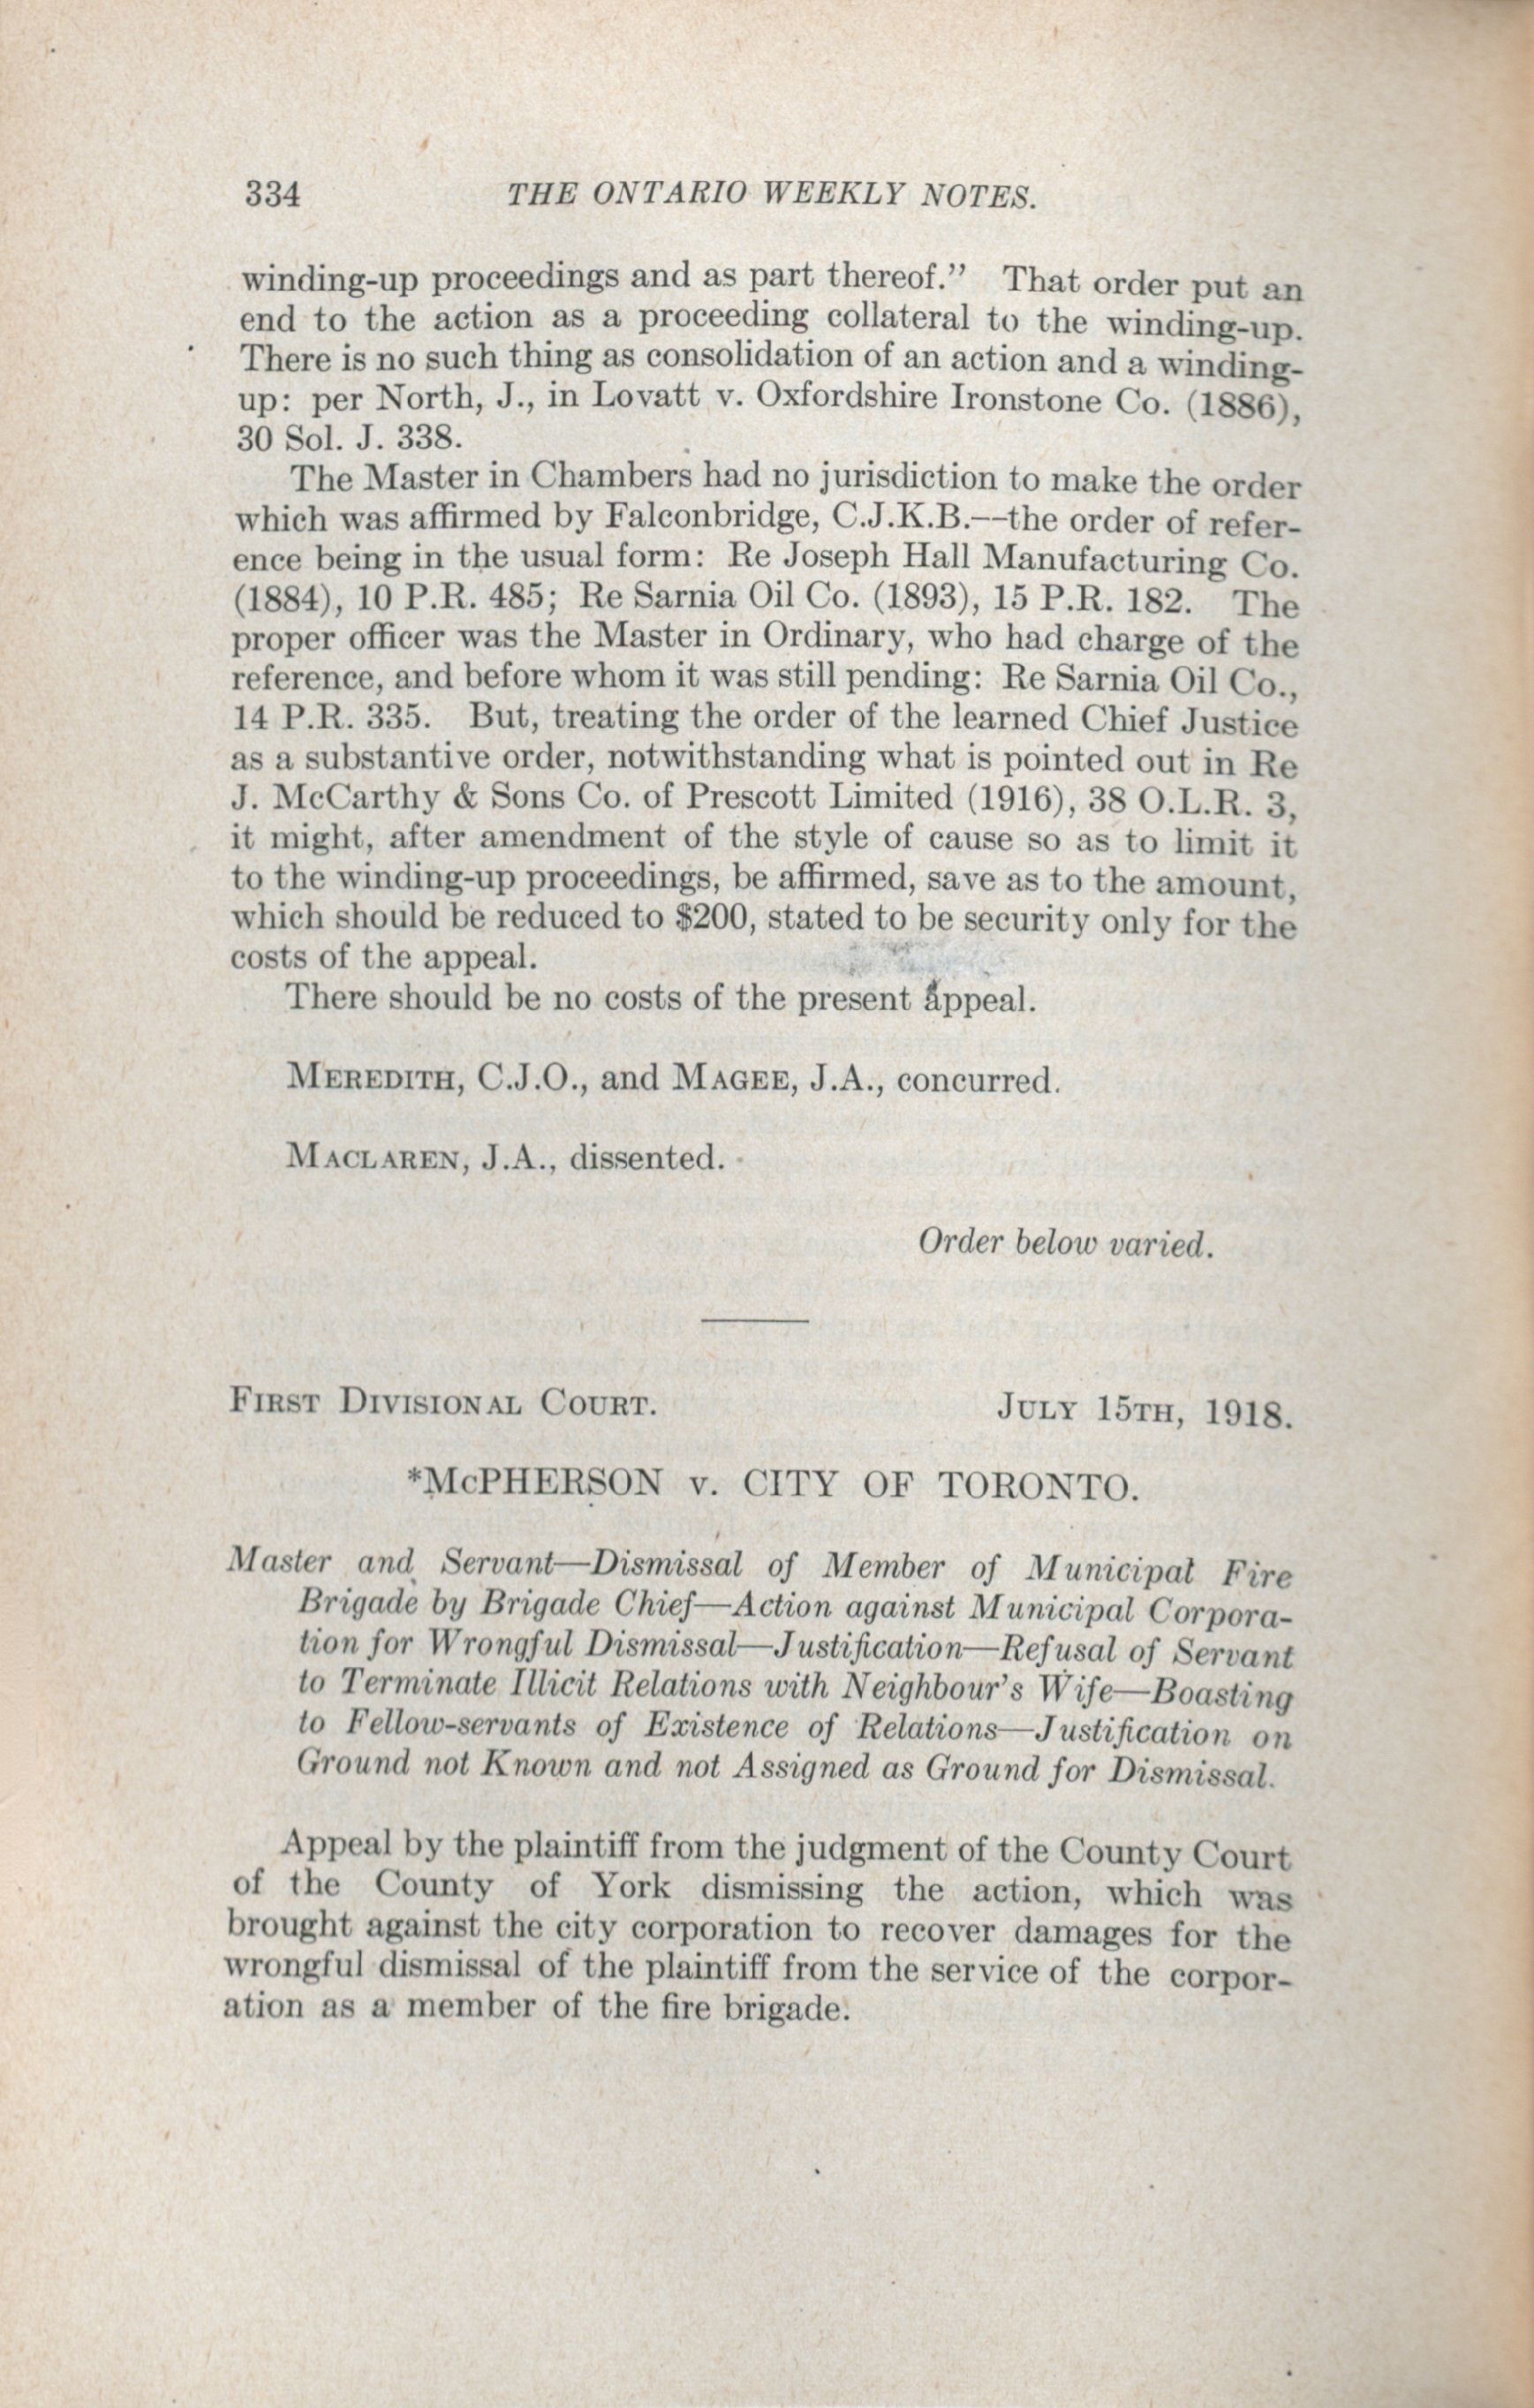 334 THE ONTARIO WEEKLY NOTES.
winding-up proceedings and as part thereof.” That order put an
end to the action as a proceeding collateral to the winding-up.
There is no such thing as consolidation of an action and a winding-
up: per North, J., in Lovatt v. Oxfordshire Ironstone Co. (1886),
30 Sol. J. 338.
The Master in Chambers had no jurisdiction to make the order
which was affirmed by Falconbridge, C.J.K.B.--the order of refer-
ence being in the usual form: Re Joseph Hall Manufacturing Co.
(1884), 10 P.R. 485; Re Sarnia Oil Co. (1893), 15 P.R. 182. The
proper officer was the Master in Ordinary, who had charge of the
reference, and before whom it was still pending: Re Sarnia Oil Co.,
14 P.R. 335. But, treating the order of the learned Chief Justice
as a substantive order, notwithstanding what is pointed out in Re
J. McCarthy & Sons Co. of Prescott Limited (1916), 38 O.L.R. 3,
it might, after amendment of the style of cause so as to limit it
to the winding-up proceedings, be affirmed, save as to the amount,
which should be reduced to $200, stated to be security only for the
costs of the appeal.
There should be no costs of the present appeal.
MEREDITH, C.J.O., and MAGEE, J.A., concurred.
MACLAREN, J.A., dissented.
Order below varied.
FIRST DIVISIONAL COURT. JULY 15TH, 1918.
*McPHERSON v. CITY OF TORONTO.
Master and Servant—Dismissal of Member of Municipal Fire
Brigade by Brigade Chief—Action against Municipal Corpora-
tion for Wrongful Dismissal—Justification—Refusal of Servant
to Terminate Illicit Relations with Neighbour's Wife—Boasting
to Fellow-servants of Existence of Relations—Justification on
Ground not Known and not Assigned as Ground for Dismissal.
Appeal by the plaintiff from the judgment of the County Court
of the County of York dismissing the action, which was
brought against the city corporation to recover damages for the
wrongful dismissal of the plaintiff from the service of the corpor-
ation as a member of the fire brigade.